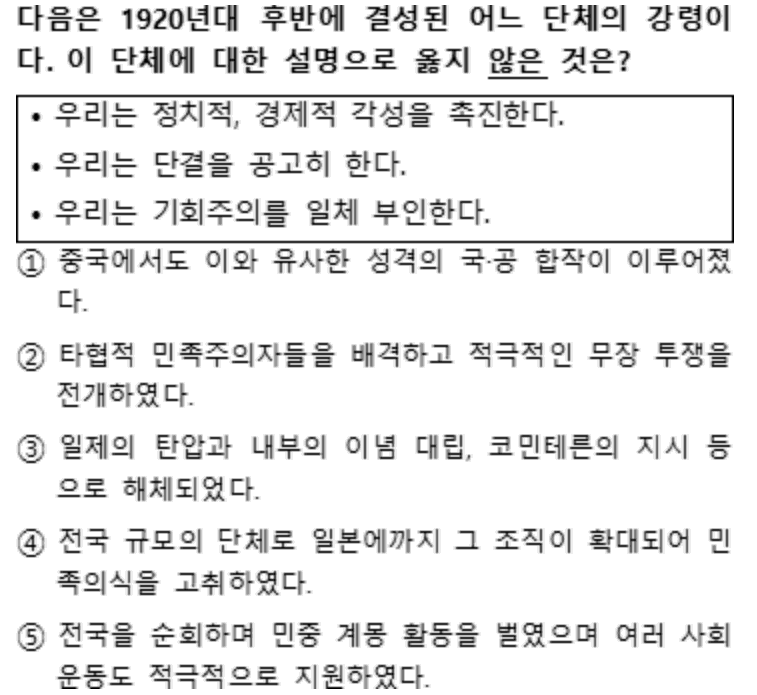 다음은 1920년대 후반에 결성된 어느 단체의 강령이
다. 이 단체에 대한 설명으로 옳지 않은 것은?
• 우리는 정치적, 경제적 각성을 촉진한다.
• 우리는 단결을 공고히 한다.
• 우리는 기회주의를 일체 부인한다.
① 중국에서도 이와 유사한 성격의 국·공 합작이 이루어졌
다.
② 타협적 민족주의자들을 배격하고 적극적인 무장 투쟁을
전개하였다.
③ 일제의 탄압과 내부의 이념 대립, 코민테른의 지시 등
으로 해체되었다.
④ 전국 규모의 단체로 일본에까지 그 조직이 확대되어 민
족의식을 고취하였다.
⑤ 전국을 순회하며 민중 계몽 활동을 벌였으며 여러 사회
운동도 적극적으로 지원하였다.